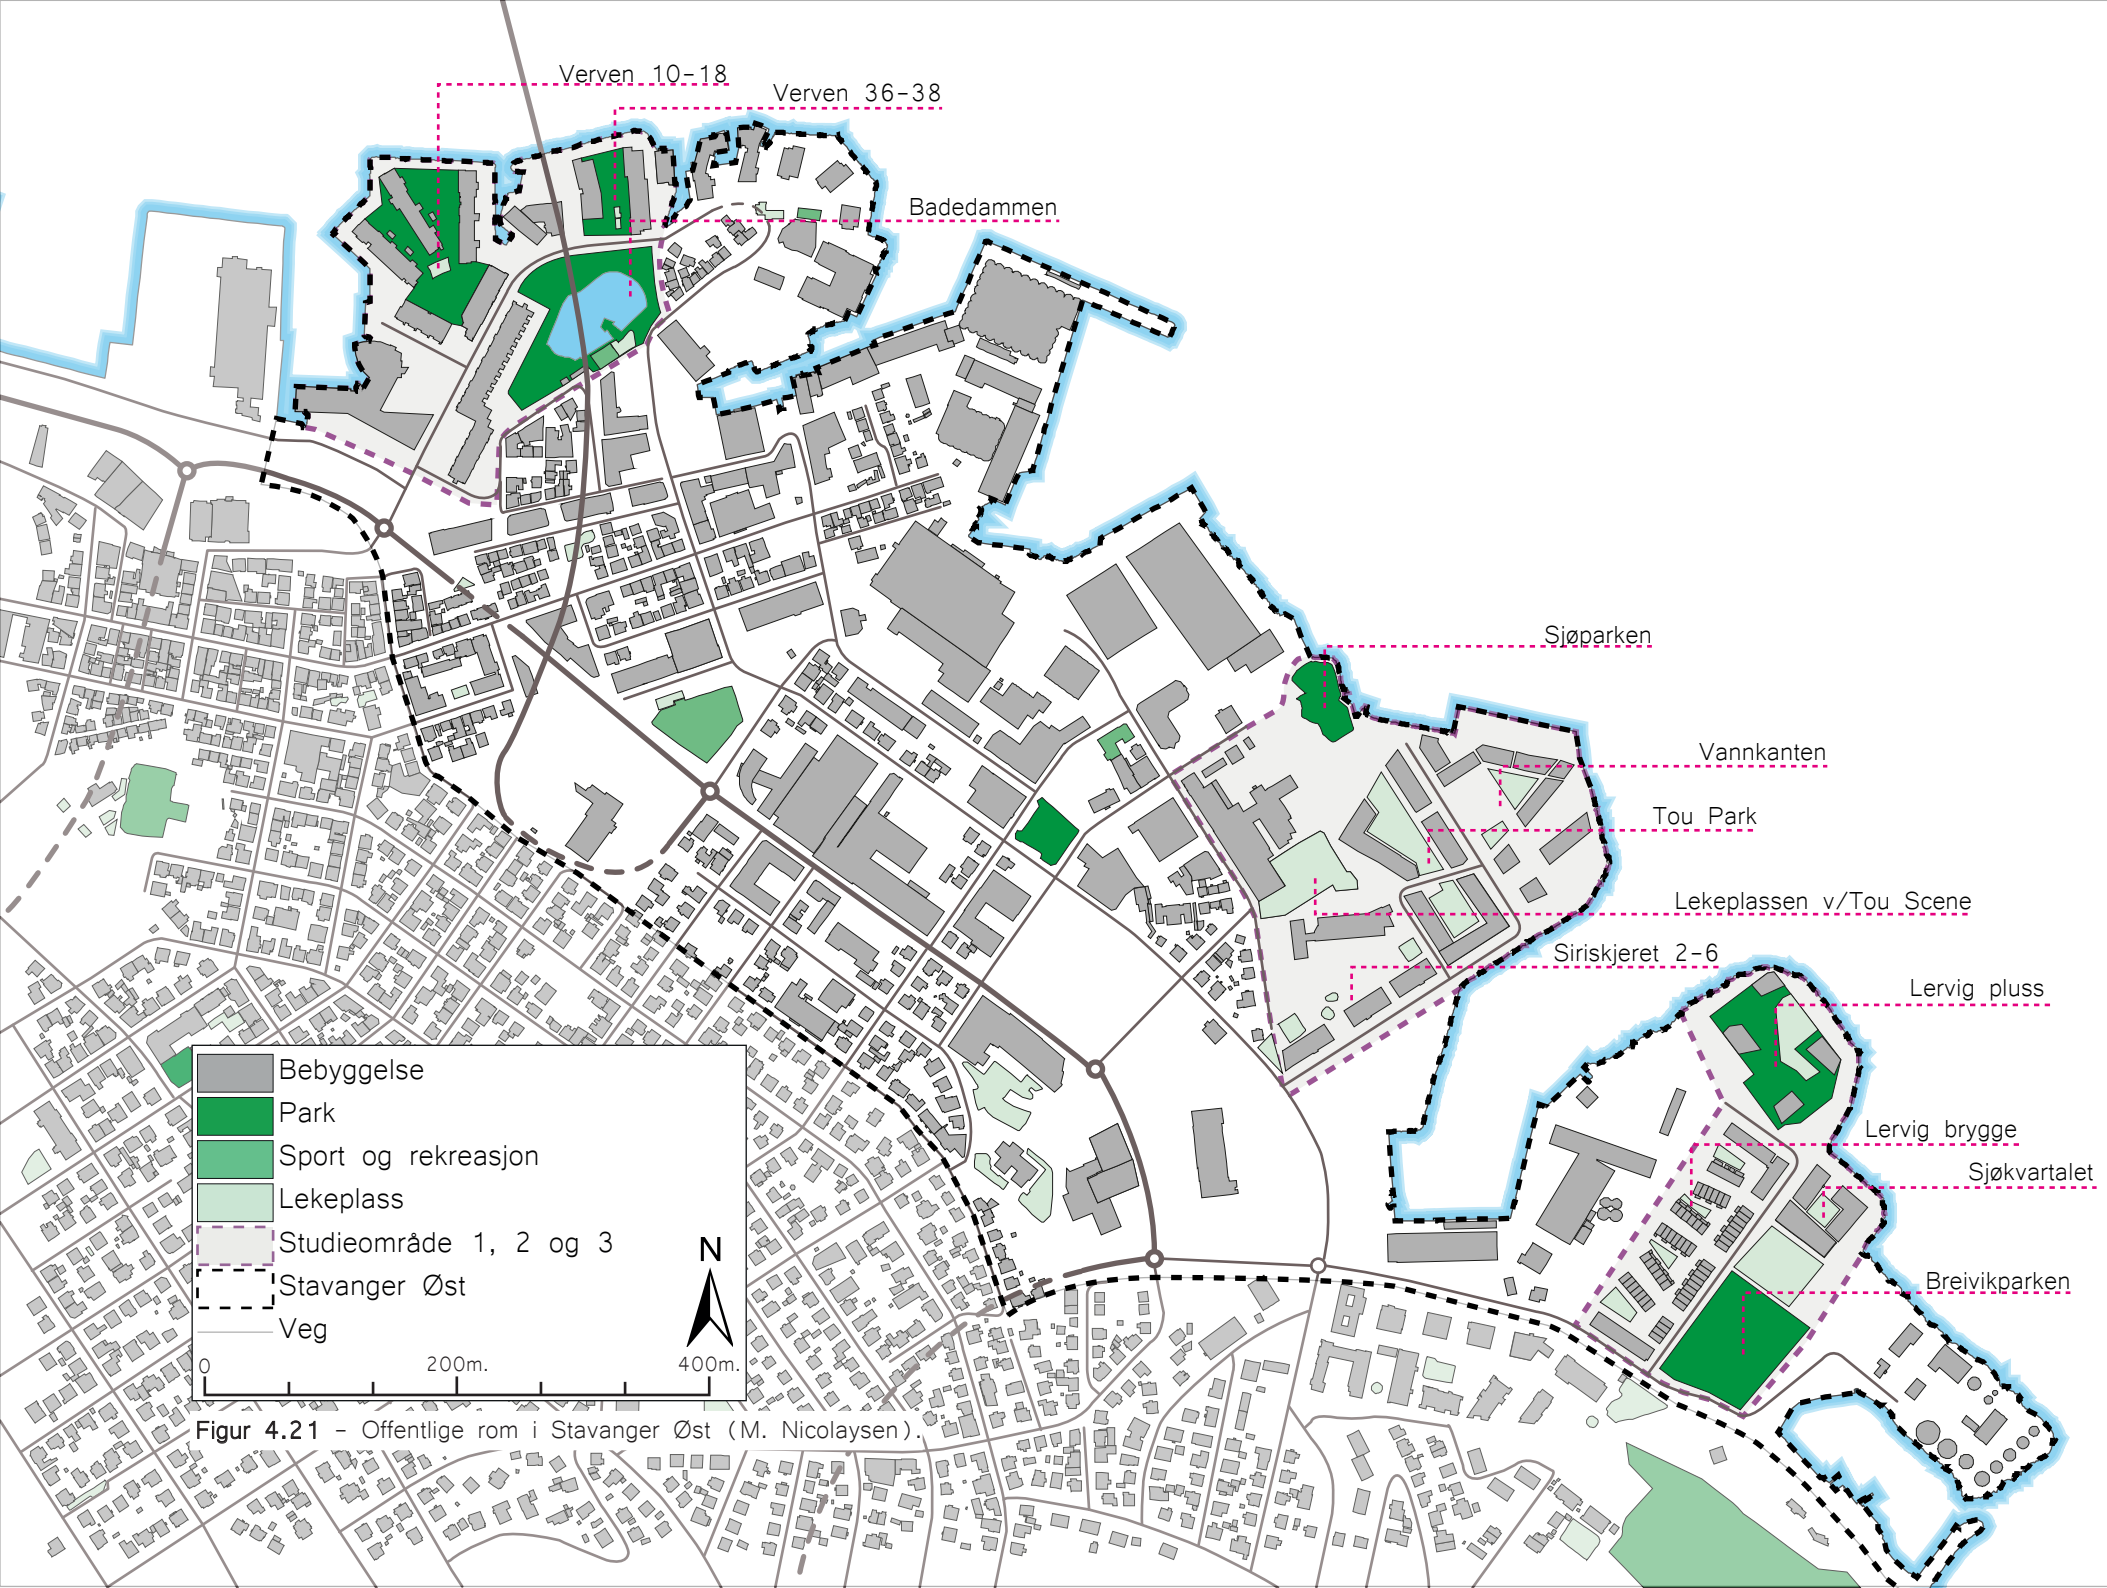 Verven 10-18
Verven 36-38
Badedammen
Sjøparken
Vannkanten
Tou Park
Lekeplassen v/Tou Scene
Siriskjeret 2-6
Lervig pluss
Lervig brygge
Sjøkvartalet
Breivikparken
Bebyggelse
Park
Sport og rekreasjon
Lekeplass
Studieområde 1, 2 og 3
Stavanger Øst
Veg
N
0 200m. 400m.
Figur 4.21 - Offentlige rom i Stavanger Øst (M. Nicolaysen).